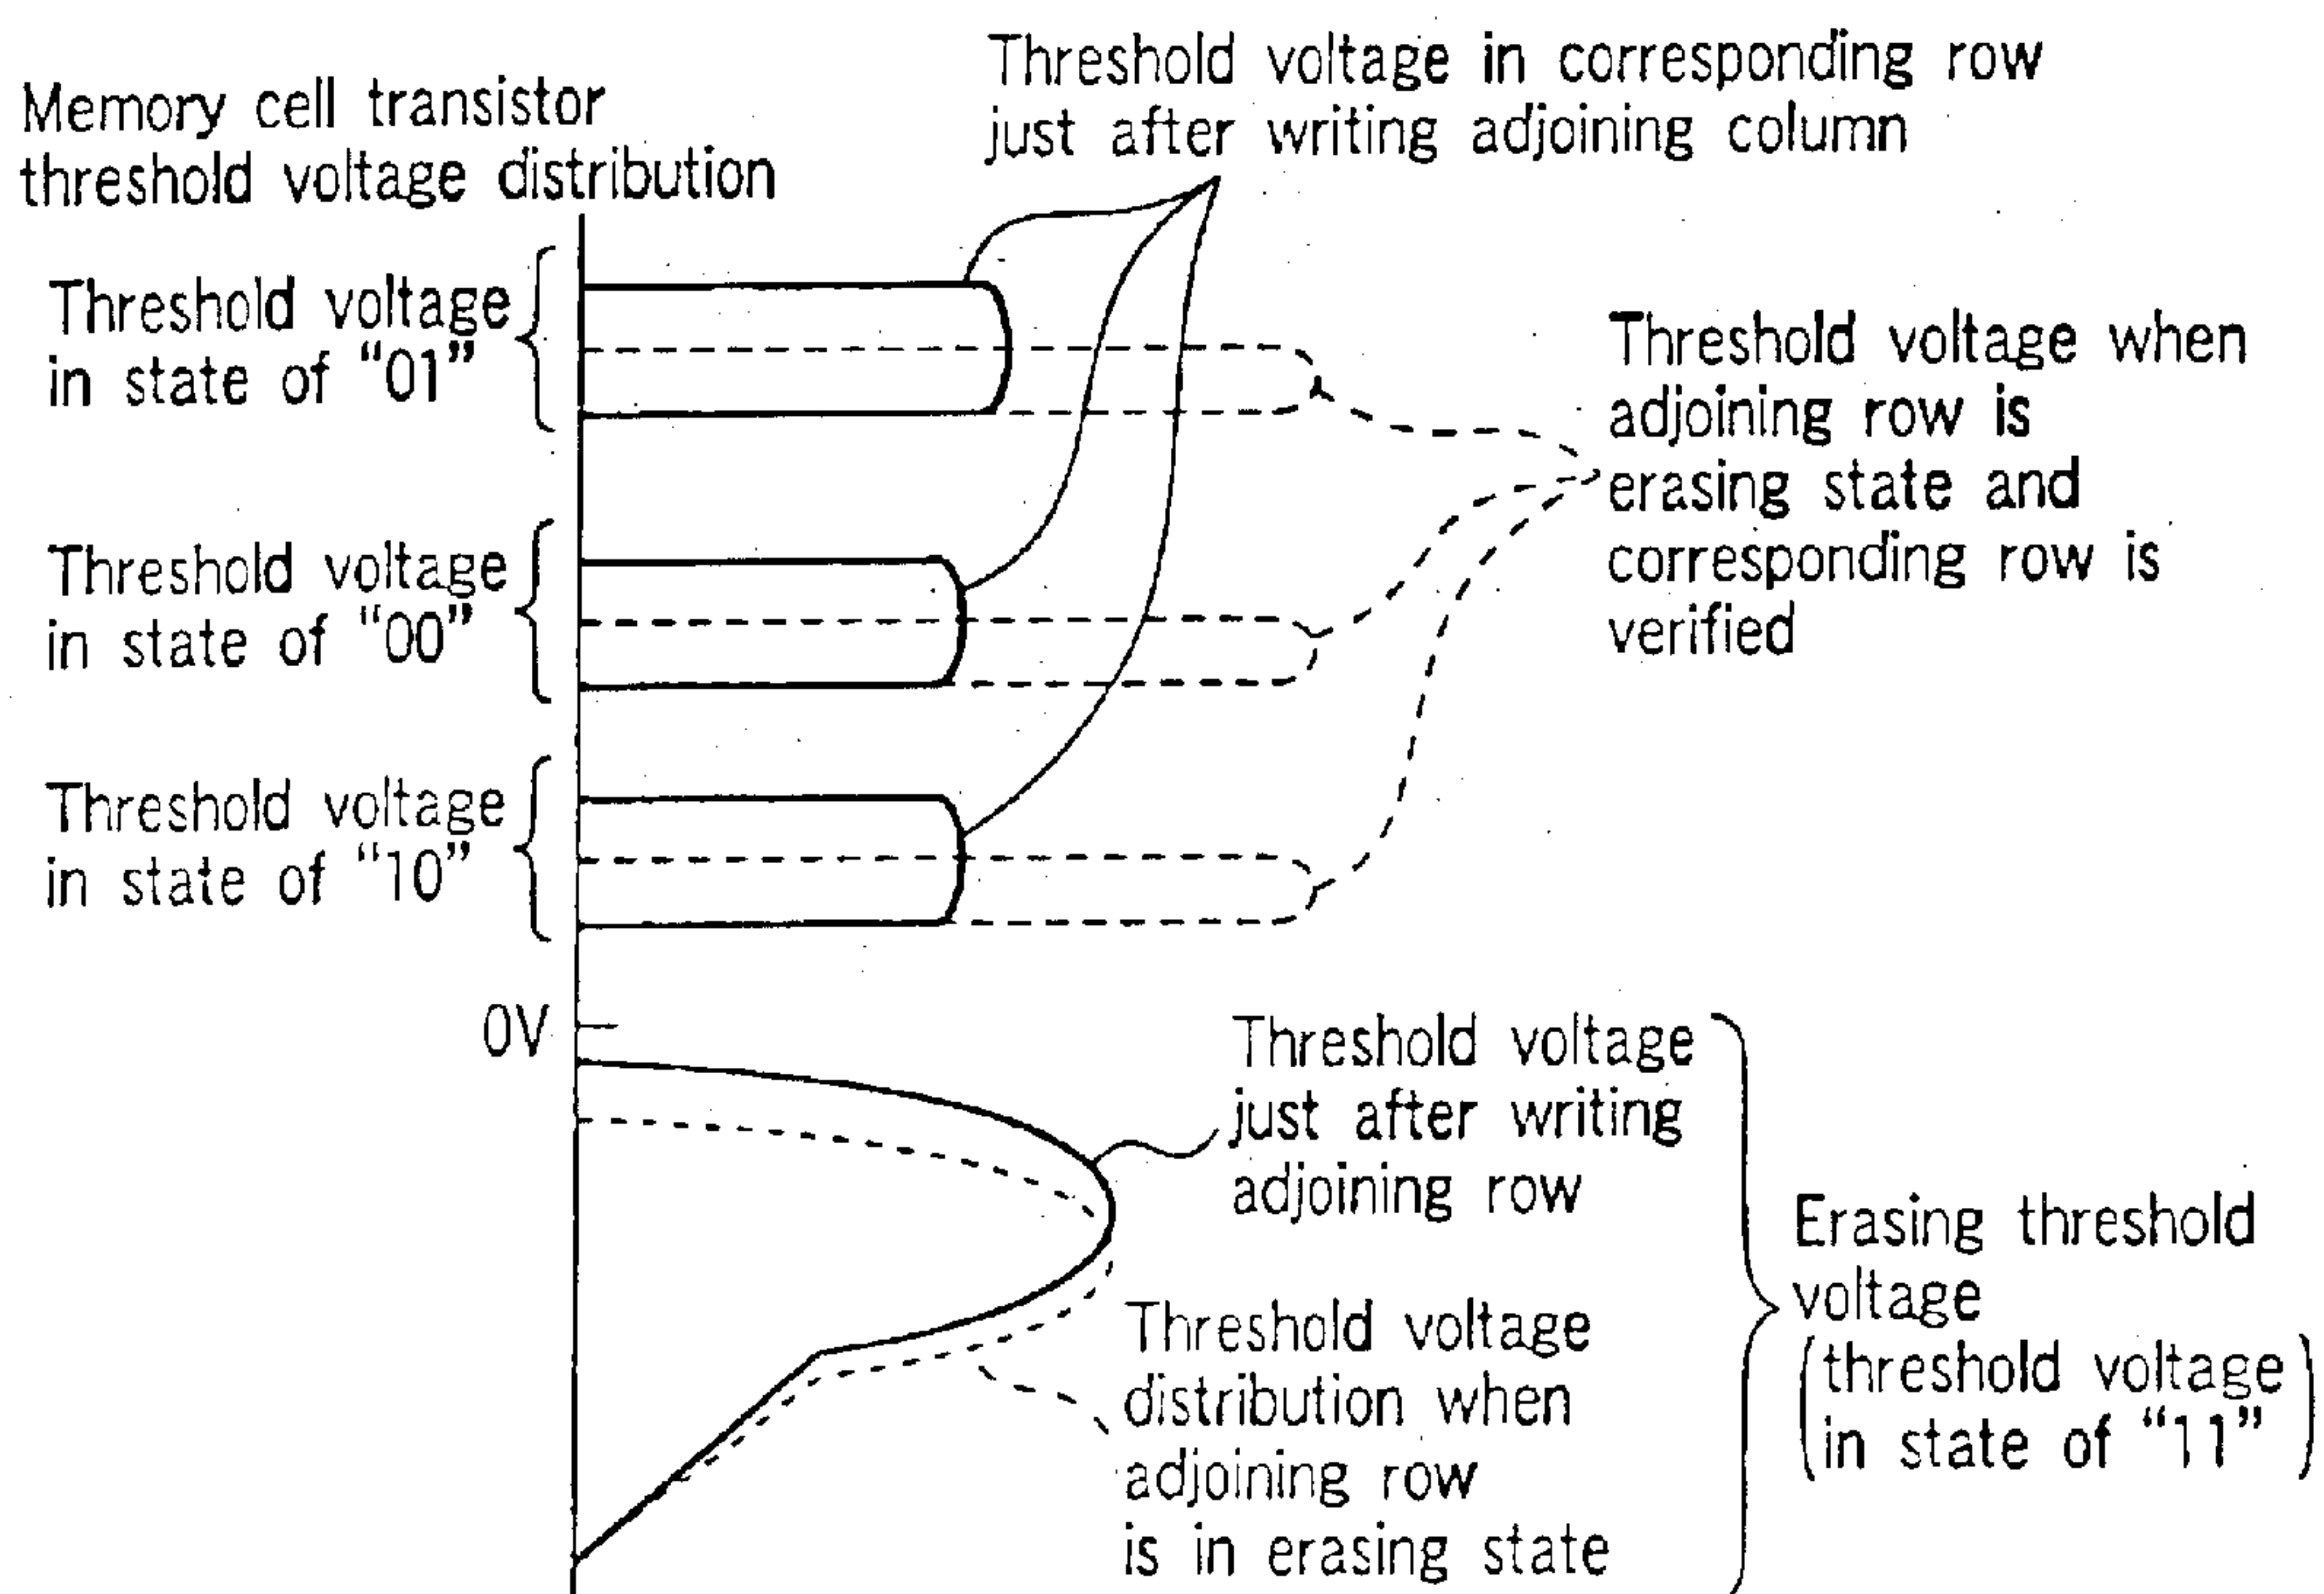 Memory cell transistor
threshold voltage distribution
Threshold voltage in corresponding row
just after writing adjoining column
Threshold voltage
in state of “01”
Threshold voltage when
adjoining row is
erasing state and
corresponding row is
verified
Threshold voltage
in state of “00”
Threshold voltage
in state of “10”
0V
Threshold voltage
just after writing
adjoining row
Threshold voltage
distribution when
adjoining row
is in erasing state
Erasing threshold
voltage
(threshold voltage
in state of “11”)